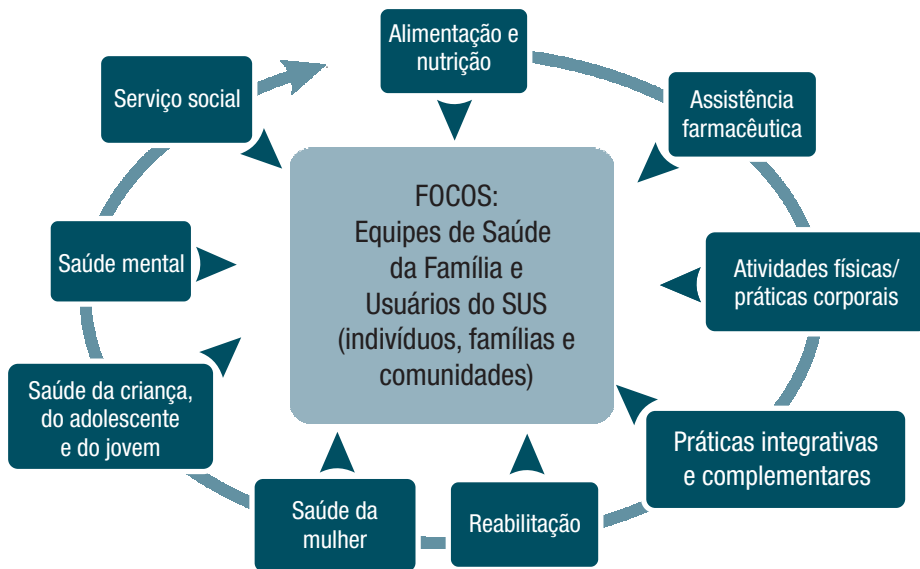 Alimentação e
nutrição
Assistência
farmacêutica
Atividades físicas/
práticas corporais
Práticas integrativas
e complementares
Reabilitação
Saúde da
mulher
Saúde da criança,
do adolescente
e do jovem
Saúde mental
Serviço social
FOCOS:
Equipes de Saúde
da Família e
Usuários do SUS
(indivíduos, famílias e
comunidades)